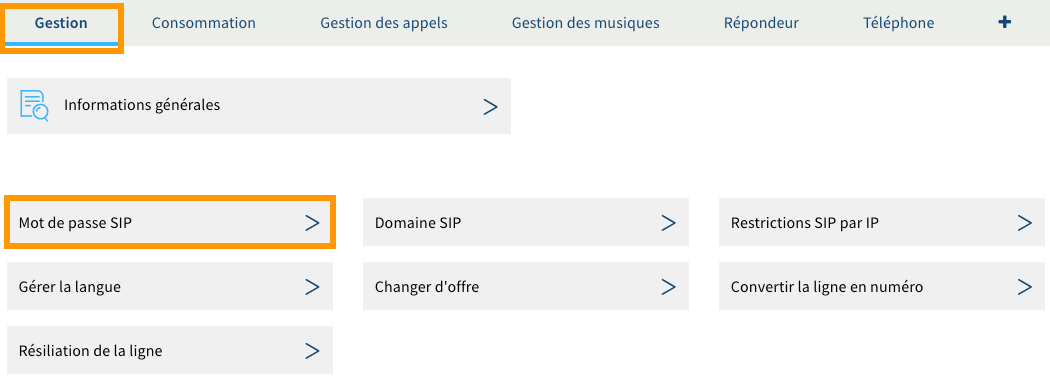 Gestion Consommation Gestion des appels Gestion des musiques Répondeur Téléphone
Informations générales
Mot de passe SIP Domaine SIP Restrictions SIP par IP
Gérer la langue Changer d'offre Convertir la ligne en numéro
Résiliation de la ligne